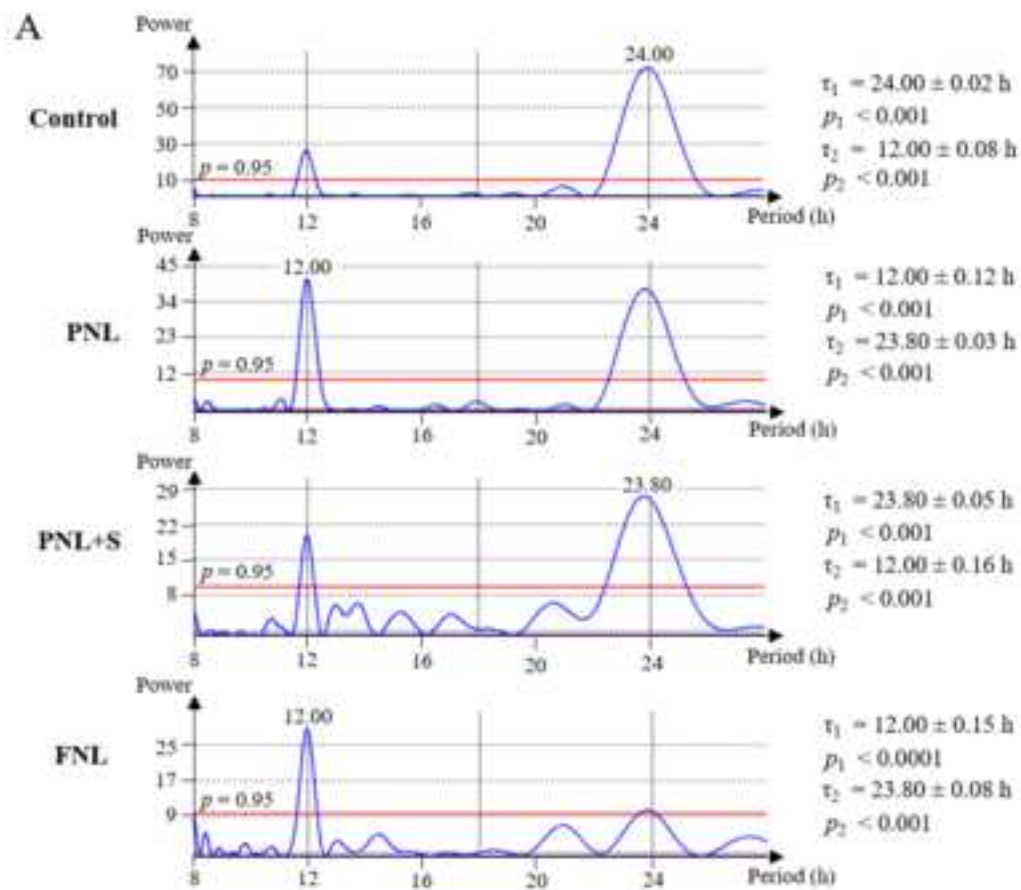 A
Power
24.00
70
50
30
10
Control
p = 0.95
8 12 16 20 24 Period (h)
τ₁ = 24.00 ± 0.02 h
p₁ < 0.001
τ₂ = 12.00 ± 0.08 h
p₂ < 0.001
Power
12.00
45
34
23
12
PNL
p = 0.95
8 12 16 20 24 Period (h)
τ₁ = 12.00 ± 0.12 h
p₁ < 0.001
τ₂ = 23.80 ± 0.03 h
p₂ < 0.001
Power
23.80
29
22
15
8
PNL+S
p = 0.95
8 12 16 20 24 Period (h)
τ₁ = 23.80 ± 0.05 h
p₁ < 0.001
τ₂ = 12.00 ± 0.16 h
p₂ < 0.001
Power
12.00
25
17
9
FNL
p = 0.95
8 12 16 20 24 Period (h)
τ₁ = 12.00 ± 0.15 h
p₁ < 0.0001
τ₂ = 23.80 ± 0.08 h
p₂ < 0.001